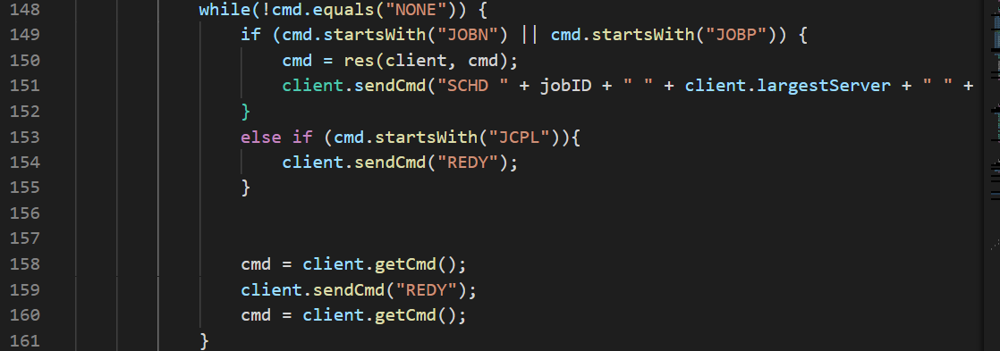 148 while(!cmd.equals("NONE")) {
149 if (cmd.startsWith("JOBN") || cmd.startsWith("JOBP")) {
150 cmd = res(client, cmd);
151 client.sendCmd("SCHD " + jobID + " " + client.largestServer + " " +
152 }
153 else if (cmd.startsWith("JCPL")){
154 client.sendCmd("REDY");
155 }
156
157
158 cmd = client.getCmd();
159 client.sendCmd("REDY");
160 cmd = client.getCmd();
161 }